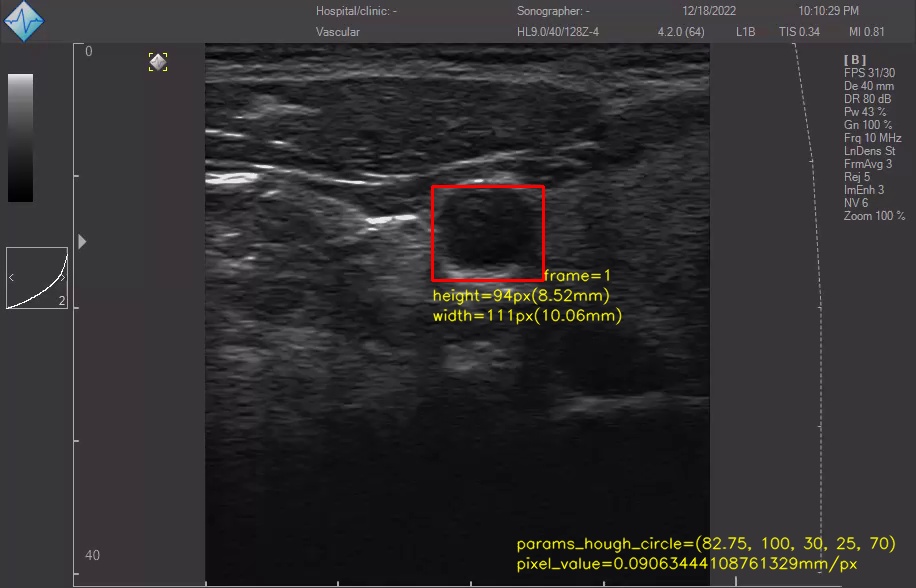 Hospital/clinic: - Sonographer: - 12/18/2022 10:10:29 PM
Vascular HL9.0/40/128Z-4 4.2.0 (64) L1B TIS 0.34 MI 0.81
0
[ B ]
FPS 31/30
De 40 mm
DR 80 dB
Pw 43 %
Gn 100 %
Frq 10 MHz
LnDens St
FrmAvg 3
Rej 5
ImEnh 3
NV 6
Zoom 100 %
2
frame=1
height=94px(8.52mm)
width=111px(10.06mm)
40
params_hough_circle=(82.75, 100, 30, 25, 70)
pixel_value=0.09063444108761329mm/px